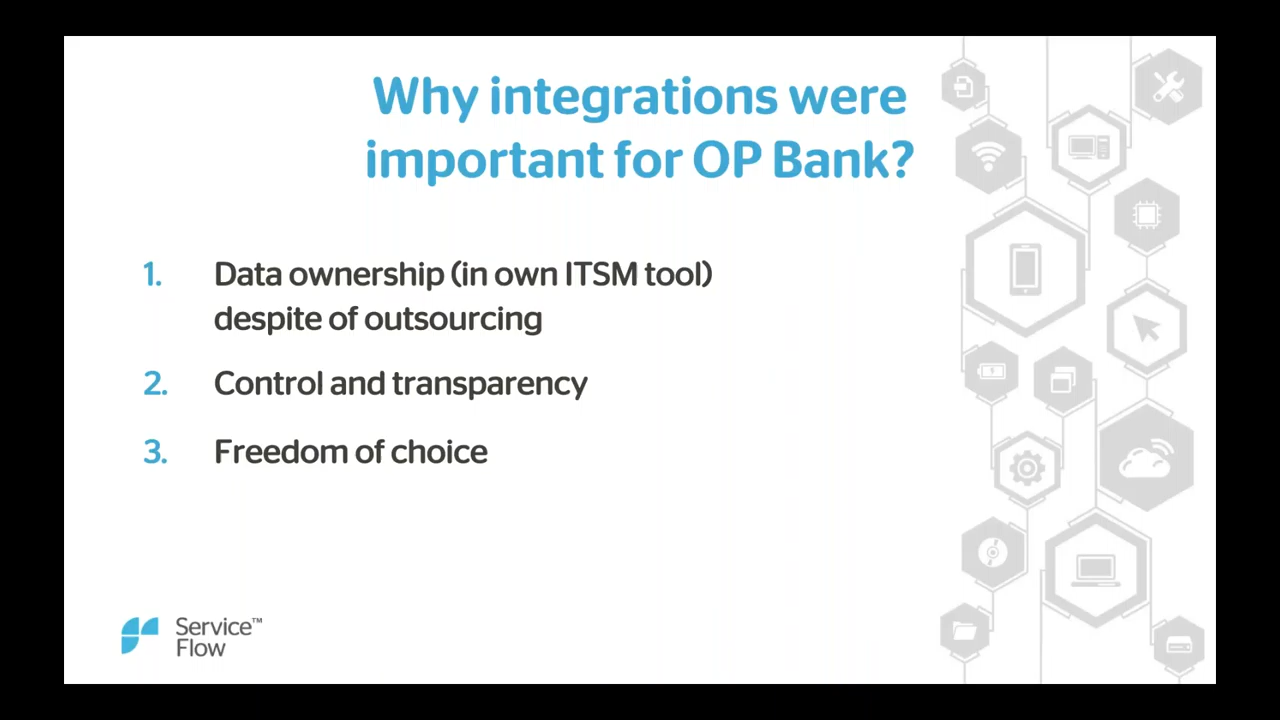 Why integrations were
important for OP Bank?
1. Data ownership (in own ITSM tool)
despite of outsourcing
2. Control and transparency
3. Freedom of choice
Service™
Flow